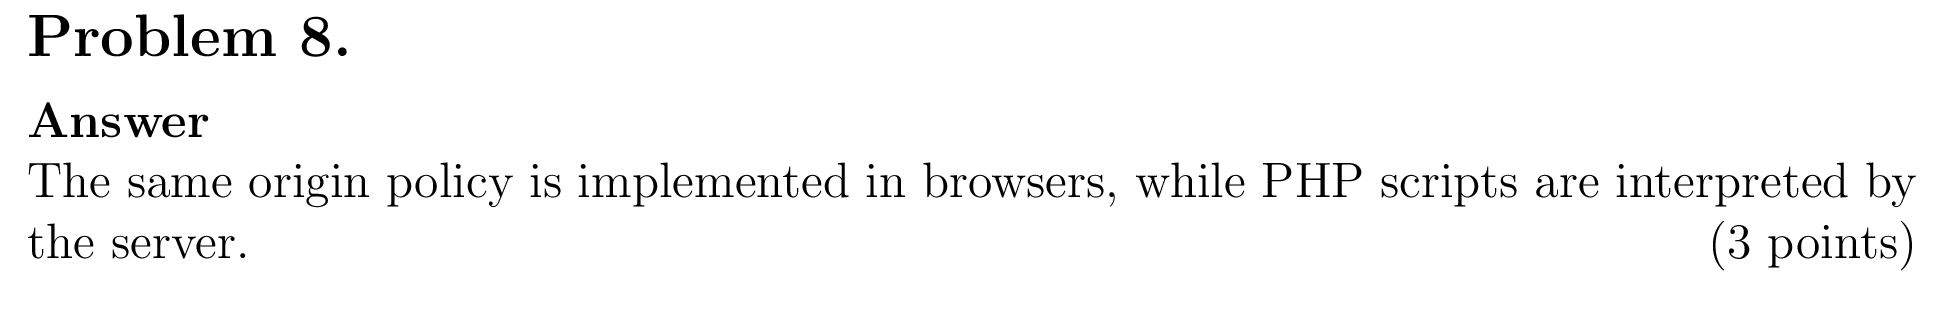 Problem 8.
Answer
The same origin policy is implemented in browsers, while PHP scripts are interpreted by
the server. (3 points)